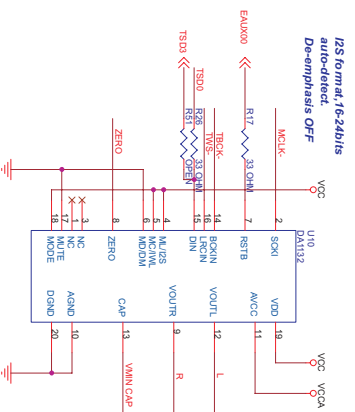 I2S format,16-24bits
auto-detect.
De-emphasis OFF
EAUX00
TSD3
TSD0
R51
OPEN
R26
33 OHM
TWS-
TBCK-
R17
33 OHM
MCLK-
ZERO
VCC
18
17
1
3
8
6
5
4
15
14
16
7
2
U10
DA1132
MODE
MUTE
NC
NC
ZERO
MD/DM
MC/IWL
ML/I2S
DIN
LRCIN
BCKIN
RSTB
SCKI
DGND
AGND
CAP
VOUTR
VOUTL
AVCC
VDD
20
10
13
9
12
11
19
VMIN CAP
R
L
VCC
VCCA